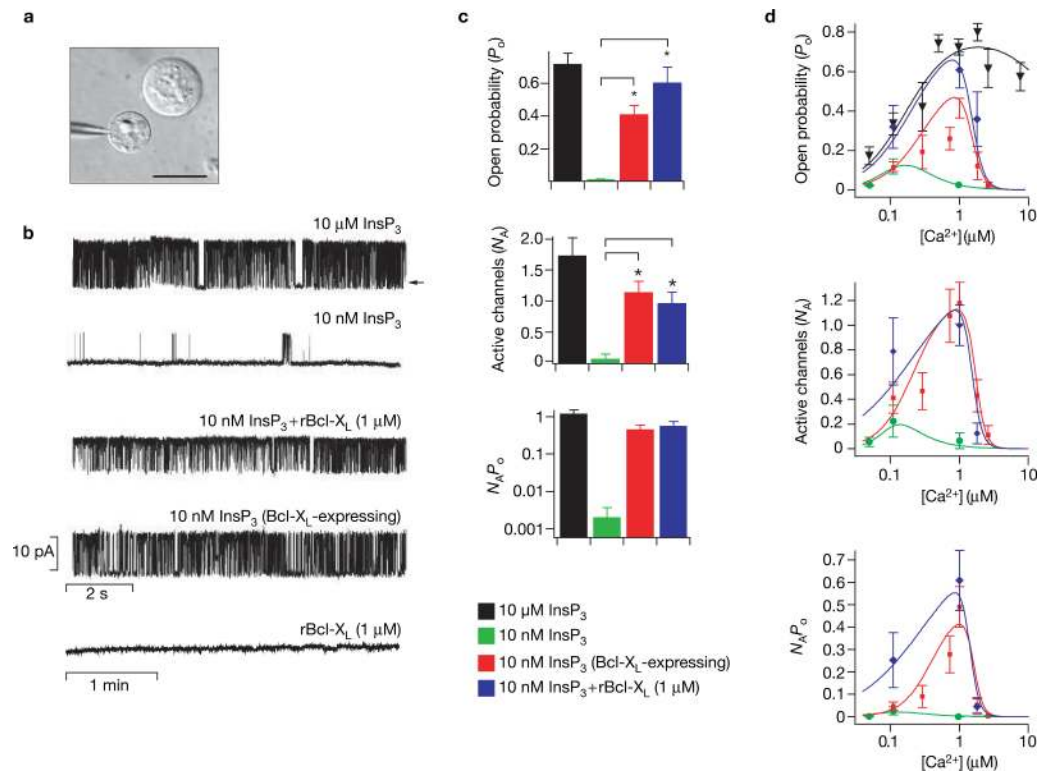 a
b
10 μM InsP3
10 nM InsP3
10 nM InsP3+rBcl-XL (1 μM)
10 nM InsP3 (Bcl-XL-expressing)
10 pA
2 s
rBcl-XL (1 μM)
1 min
c
Open probability (Po)
0.6
0.4
0.2
*
*
Active channels (NA)
2.0
1.5
1.0
0.5
0
*
*
NAPo
1
0.1
0.01
0.001
10 μM InsP3
10 nM InsP3
10 nM InsP3 (Bcl-XL-expressing)
10 nM InsP3+rBcl-XL (1 μM)
d
Open probability (Po)
0.8
0.6
0.4
0.2
0
0.1 1 10
[Ca2+] (μM)
Active channels (NA)
1.2
1.0
0.8
0.6
0.4
0.2
0
0.1 1 10
[Ca2+] (μM)
NAPo
0.7
0.6
0.5
0.4
0.3
0.2
0.1
0
0.1 1 10
[Ca2+] (μM)